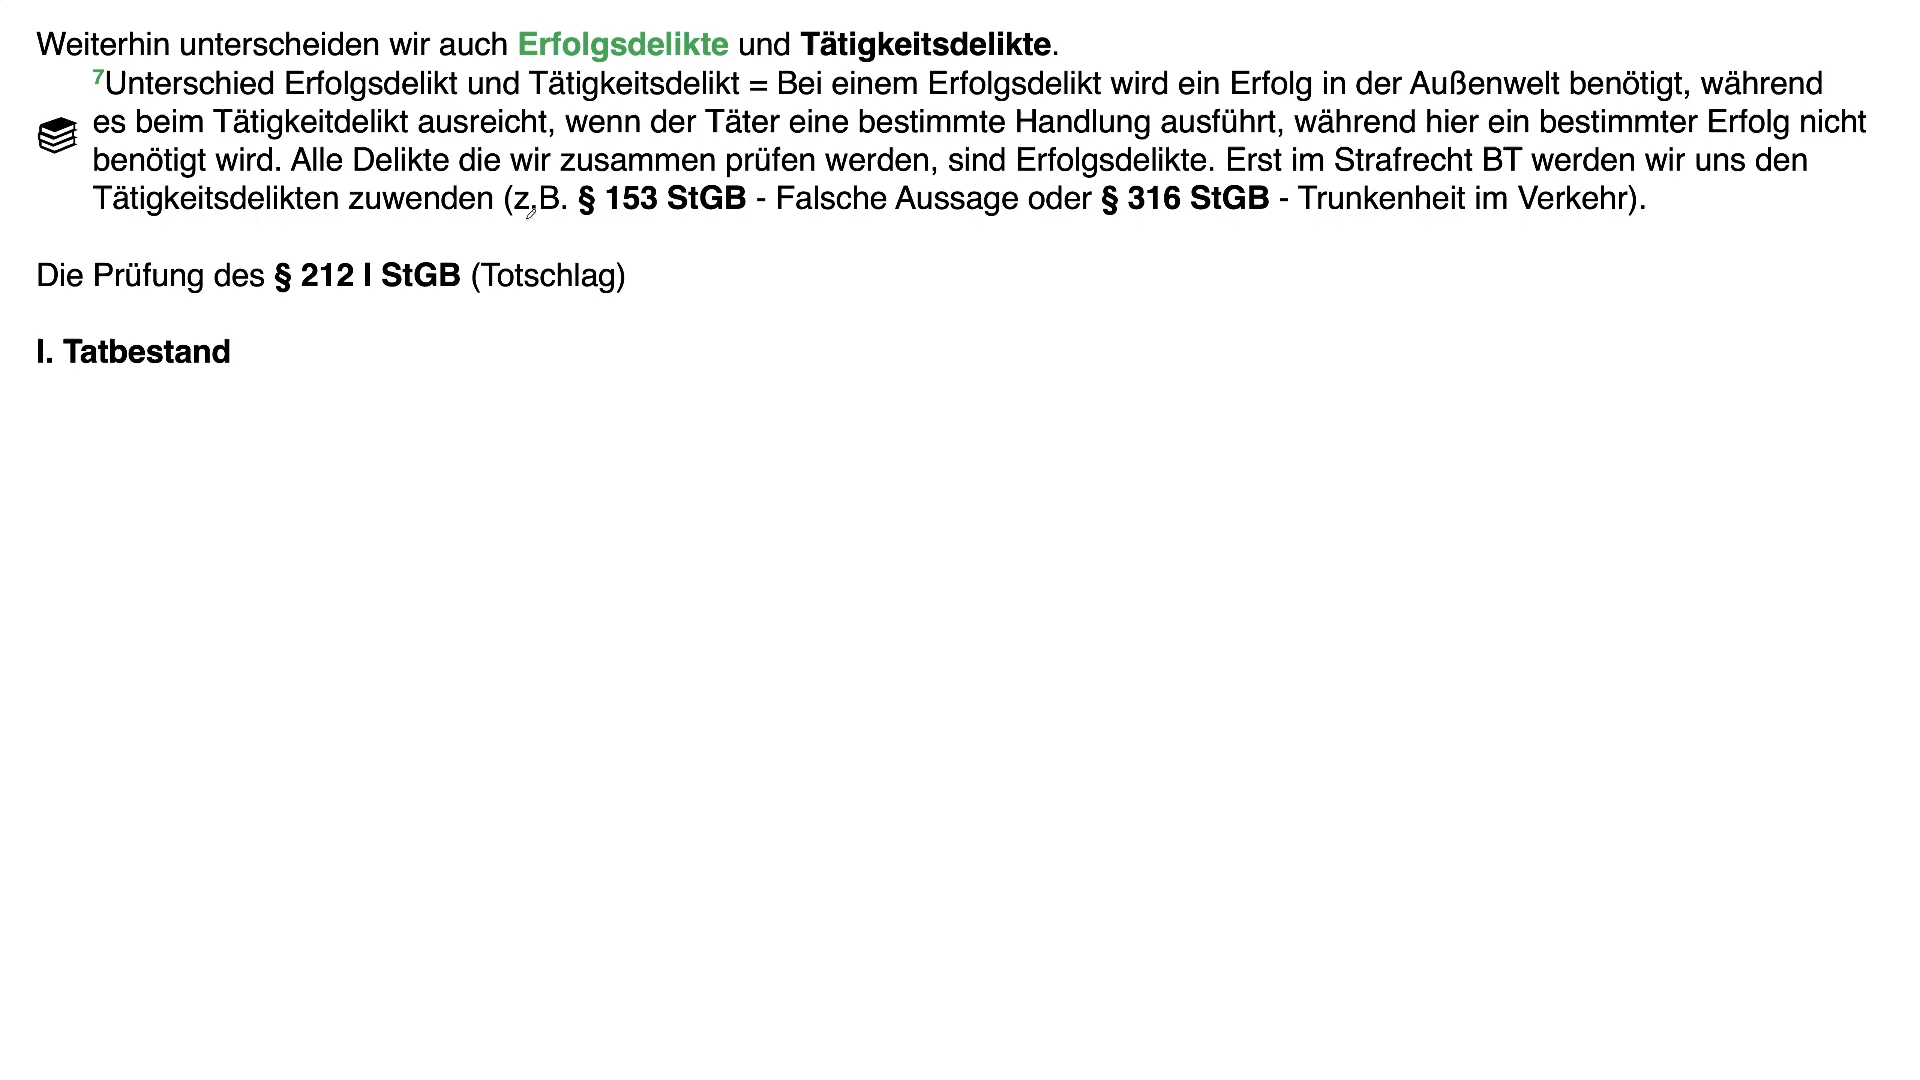 Weiterhin unterscheiden wir auch Erfolgsdelikte und Tätigkeitsdelikte.
⁷Unterschied Erfolgsdelikt und Tätigkeitsdelikt = Bei einem Erfolgsdelikt wird ein Erfolg in der Außenwelt benötigt, während
es beim Tätigkeitdelikt ausreicht, wenn der Täter eine bestimmte Handlung ausführt, während hier ein bestimmter Erfolg nicht
benötigt wird. Alle Delikte die wir zusammen prüfen werden, sind Erfolgsdelikte. Erst im Strafrecht BT werden wir uns den
Tätigkeitsdelikten zuwenden (z.B. § 153 StGB - Falsche Aussage oder § 316 StGB - Trunkenheit im Verkehr).
Die Prüfung des § 212 I StGB (Totschlag)
I. Tatbestand